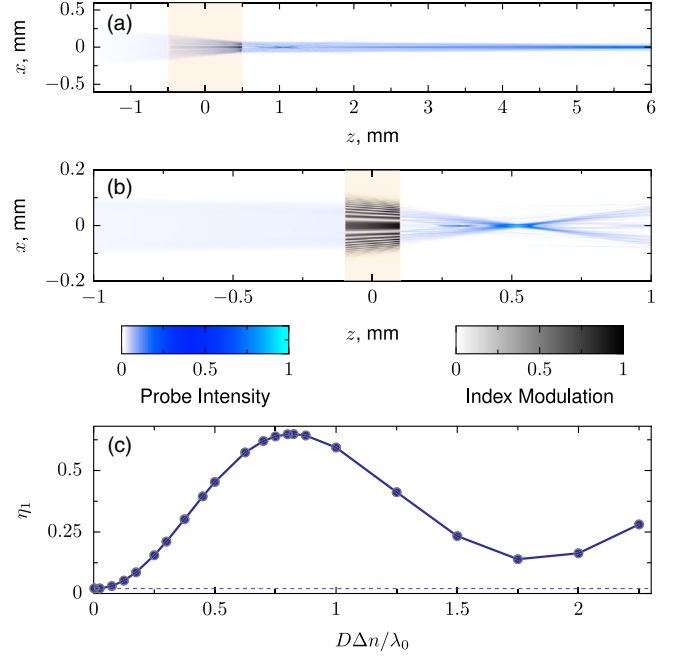 0.5
(a)
x, mm
0
−0.5
−1 0 1 2 3 4 5 6
z, mm
0.2
(b)
x, mm
0
−0.2
−1 −0.5 0 0.5 1
z, mm
0 0.5 1
0 0.5 1
Probe Intensity
Index Modulation
(c)
0.5
η₁
0.25
0
0 0.5 1 1.5 2
DΔn/λ₀